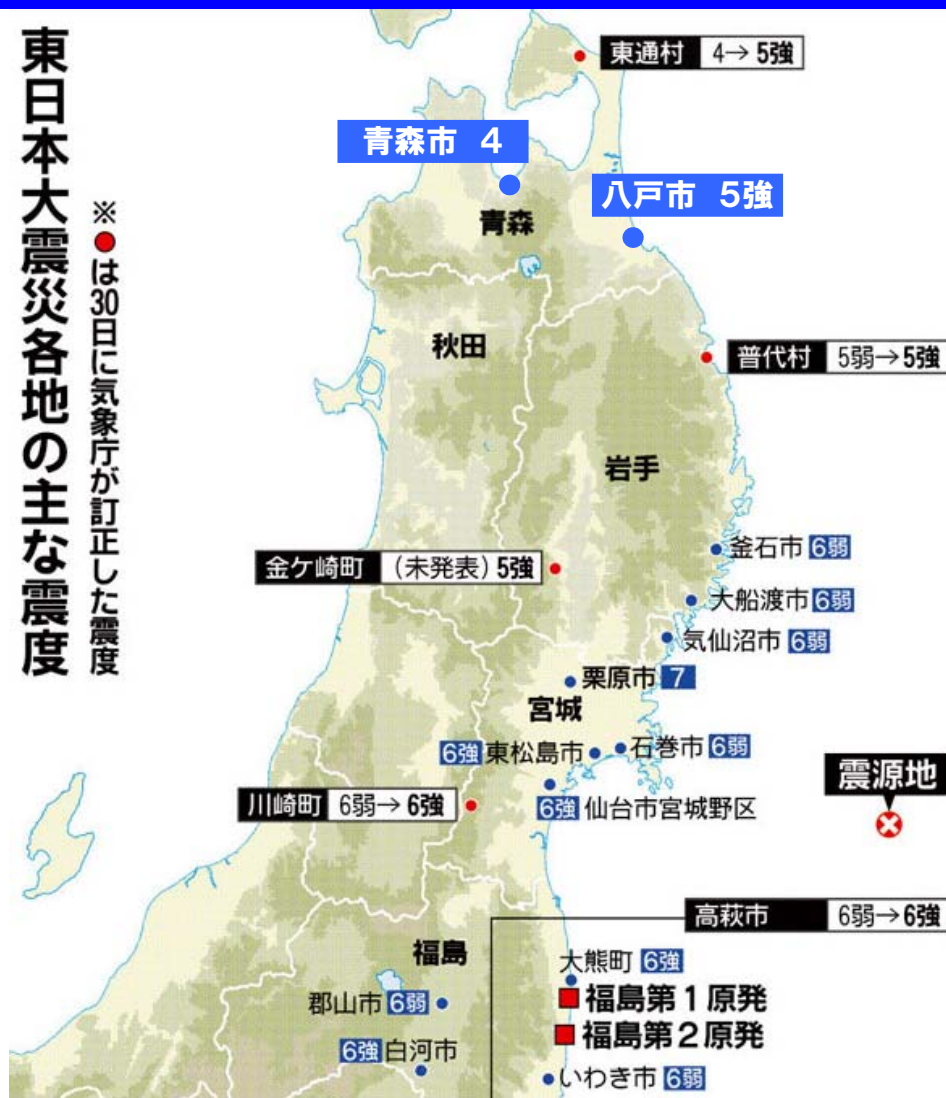 東日本大震災各地の主な震度
※●は30日に気象庁が訂正した震度
東通村 4→5強
青森市 4
八戸市 5強
青森
秋田
普代村 5弱→5強
岩手
釜石市 6弱
金ケ崎町 (未発表) 5強
大船渡市 6弱
気仙沼市 6弱
栗原市 7
宮城
6強 東松島市
石巻市 6弱
震源地
川崎町 6弱→6強
6強 仙台市宮城野区
高萩市 6弱→6強
福島
大熊町 6強
福島第1原発
郡山市 6弱
福島第2原発
6強 白河市
いわき市 6弱